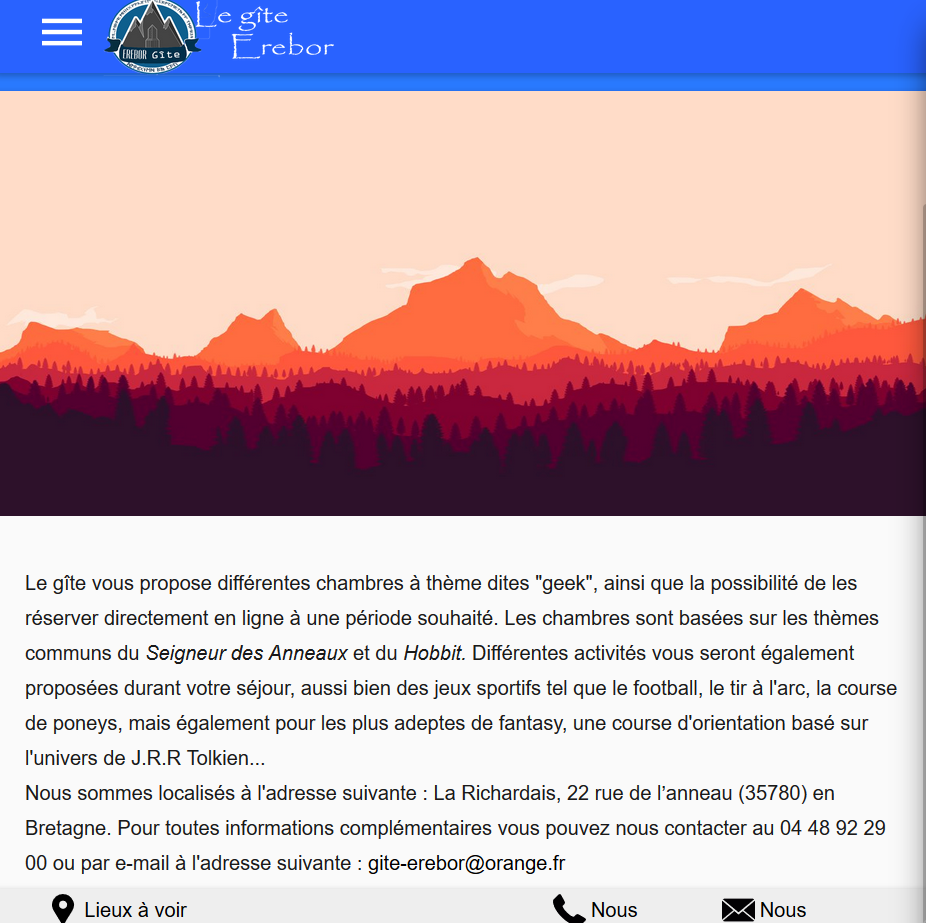 Le gîte
Erebor
EREBOR Gîte
Le gîte vous propose différentes chambres à thème dites "geek", ainsi que la possibilité de les
réserver directement en ligne à une période souhaité. Les chambres sont basées sur les thèmes
communs du Seigneur des Anneaux et du Hobbit. Différentes activités vous seront également
proposées durant votre séjour, aussi bien des jeux sportifs tel que le football, le tir à l'arc, la course
de poneys, mais également pour les plus adeptes de fantasy, une course d'orientation basé sur
l'univers de J.R.R Tolkien...
Nous sommes localisés à l'adresse suivante : La Richardais, 22 rue de l’anneau (35780) en
Bretagne. Pour toutes informations complémentaires vous pouvez nous contacter au 04 48 92 29
00 ou par e-mail à l'adresse suivante : gite-erebor@orange.fr
Lieux à voir Nous Nous